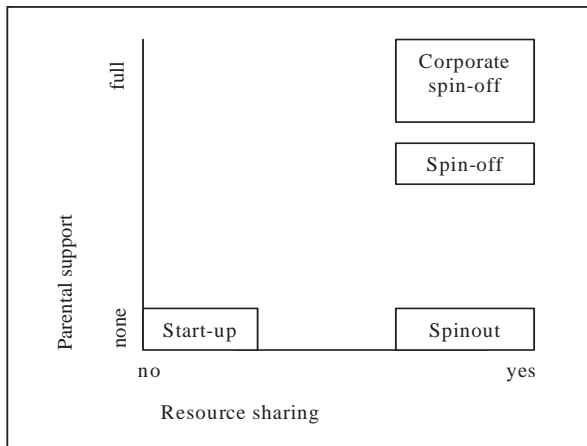 full
Corporate
spin-off
Spin-off
Parental support
none
Start-up
Spinout
no
yes
Resource sharing